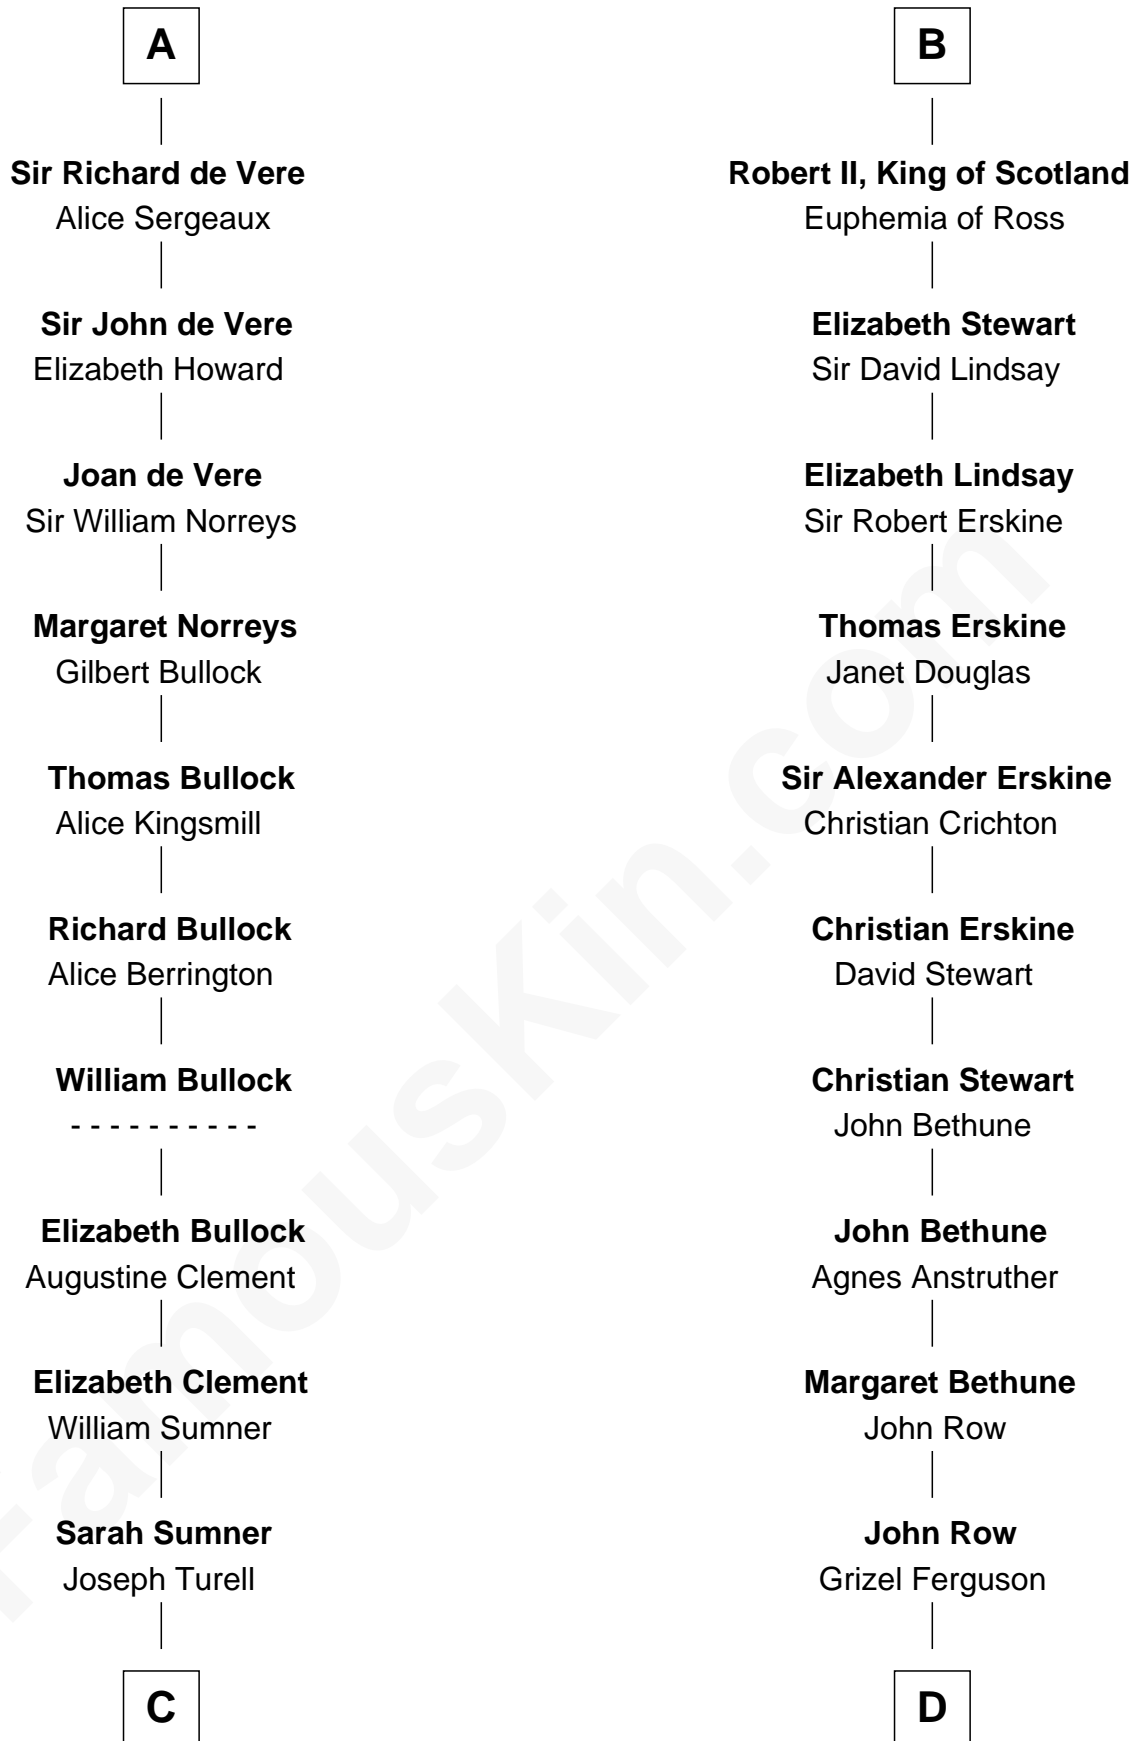 A
Sir Richard de Vere
Alice Sergeaux
Sir John de Vere
Elizabeth Howard
Joan de Vere
Sir William Norreys
Margaret Norreys
Gilbert Bullock
Thomas Bullock
Alice Kingsmill
Richard Bullock
Alice Berrington
William Bullock
- - - - - - - - - -
Elizabeth Bullock
Augustine Clement
Elizabeth Clement
William Sumner
Sarah Sumner
Joseph Turell
C
B
Robert II, King of Scotland
Euphemia of Ross
Elizabeth Stewart
Sir David Lindsay
Elizabeth Lindsay
Sir Robert Erskine
Thomas Erskine
Janet Douglas
Sir Alexander Erskine
Christian Crichton
Christian Erskine
David Stewart
Christian Stewart
John Bethune
John Bethune
Agnes Anstruther
Margaret Bethune
John Row
John Row
Grizel Ferguson
D
FamousKin.com